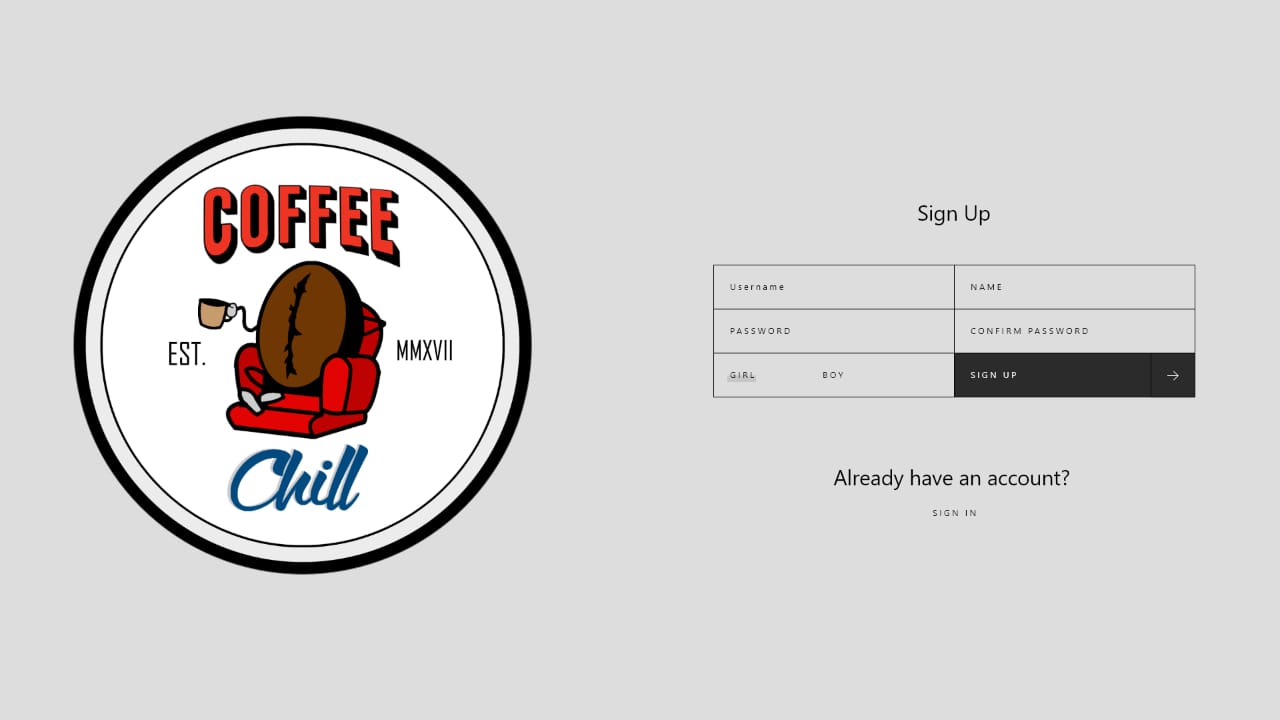 COFFEE
EST.
MMXVII
Chill
Sign Up
Username
NAME
PASSWORD
CONFIRM PASSWORD
GIRL
BOY
SIGN UP
Already have an account?
SIGN IN